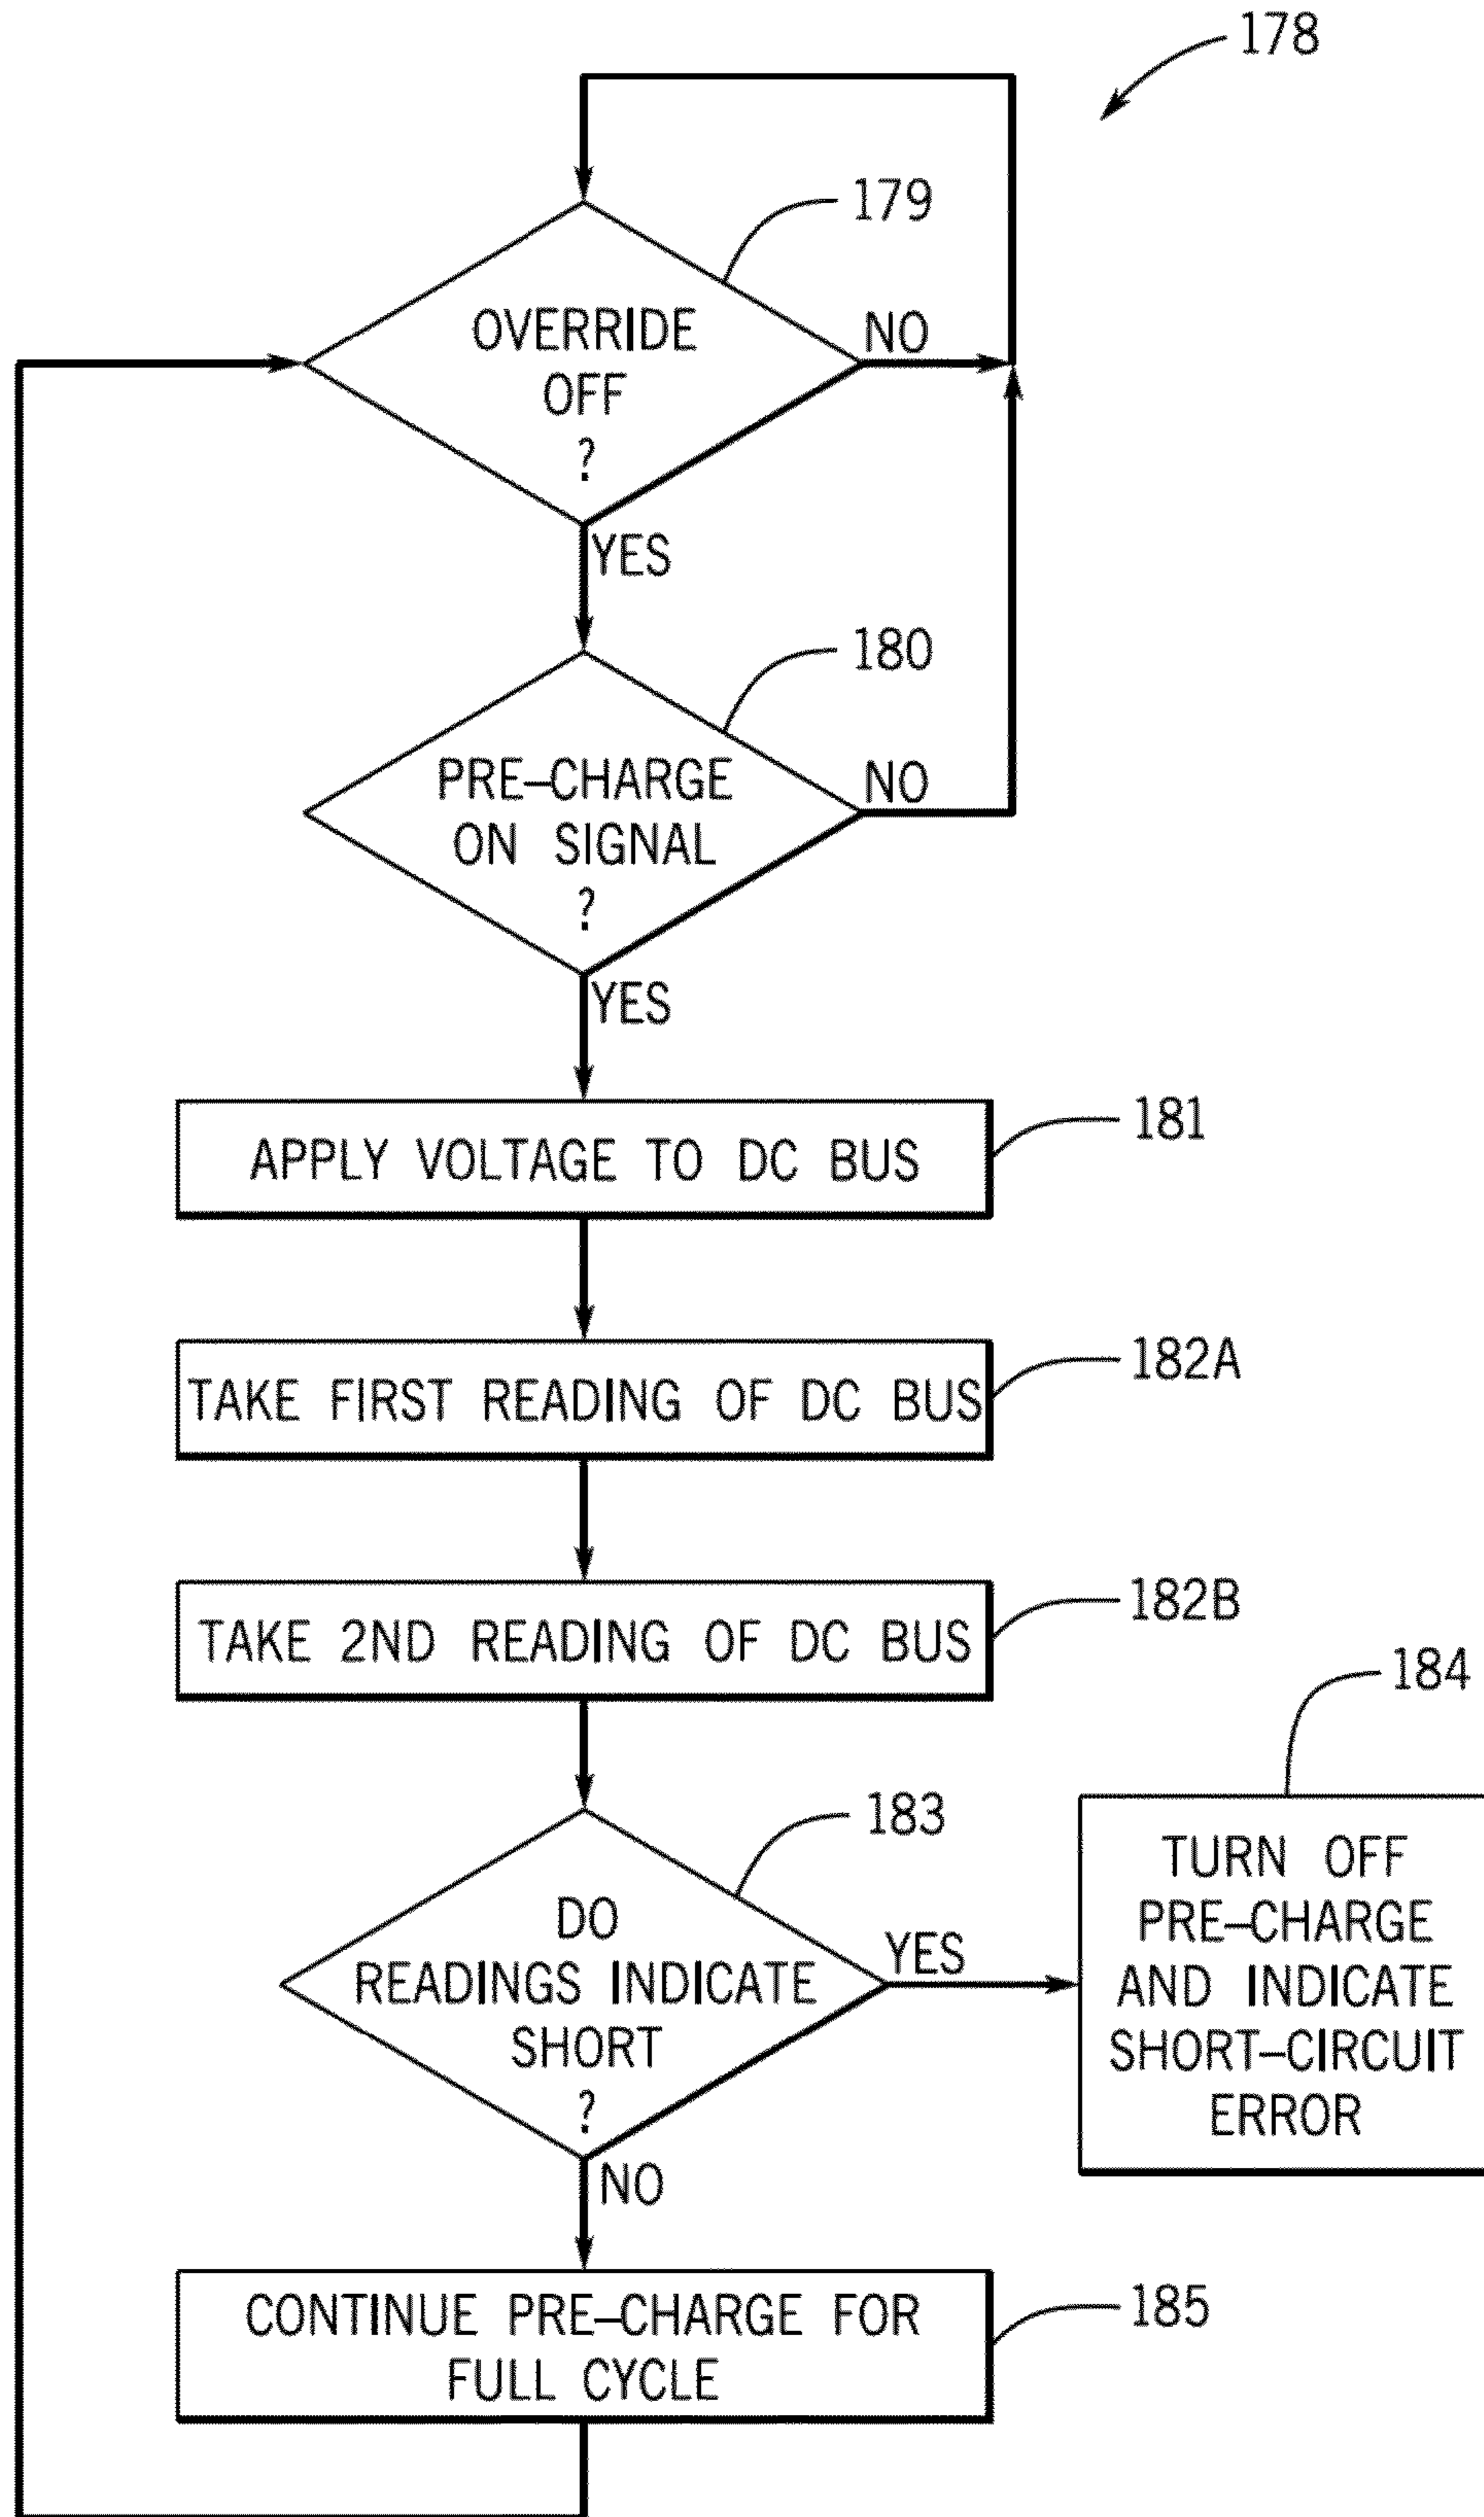 178
179
OVERRIDE
OFF
?
NO
YES
180
PRE–CHARGE
ON SIGNAL
?
NO
YES
181
APPLY VOLTAGE TO DC BUS
182A
TAKE FIRST READING OF DC BUS
182B
TAKE 2ND READING OF DC BUS
183
DO
READINGS INDICATE
SHORT
?
YES
NO
184
TURN OFF
PRE–CHARGE
AND INDICATE
SHORT–CIRCUIT
ERROR
185
CONTINUE PRE–CHARGE FOR
FULL CYCLE